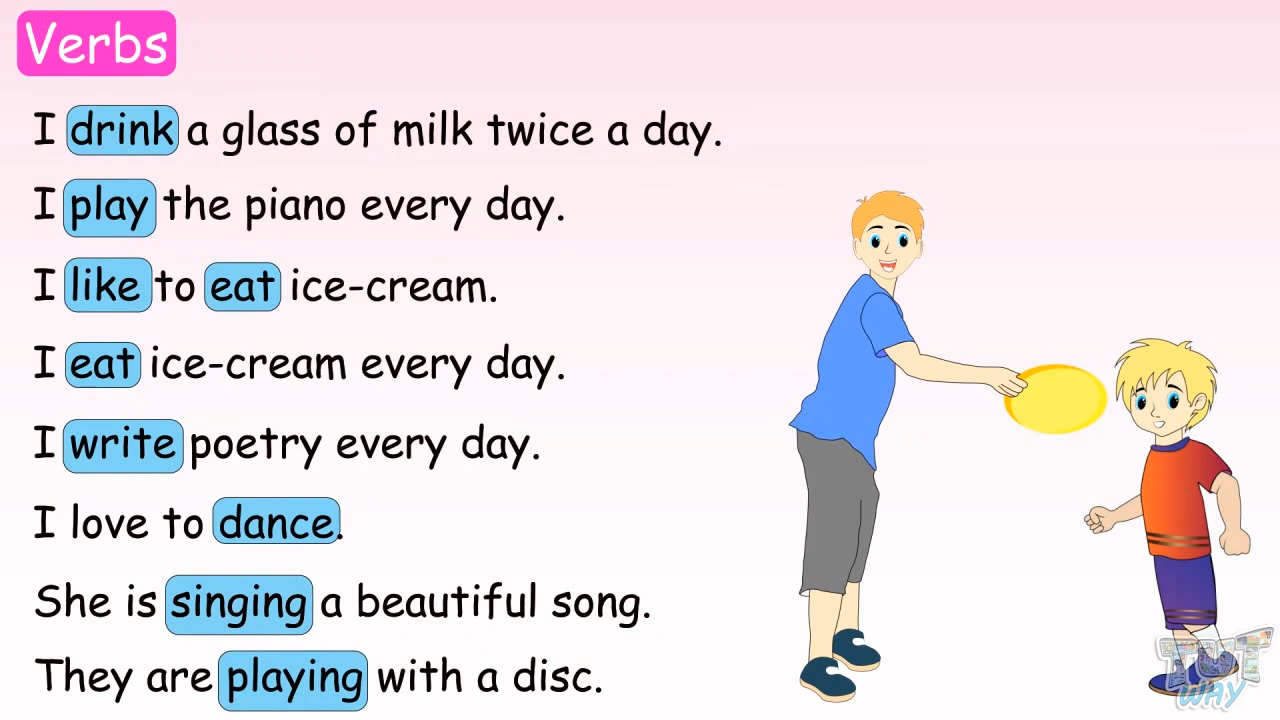 Verbs
I drink a glass of milk twice a day.
I play the piano every day.
I like to eat ice-cream.
I eat ice-cream every day.
I write poetry every day.
I love to dance.
She is singing a beautiful song.
They are playing with a disc.
TUT
WAY